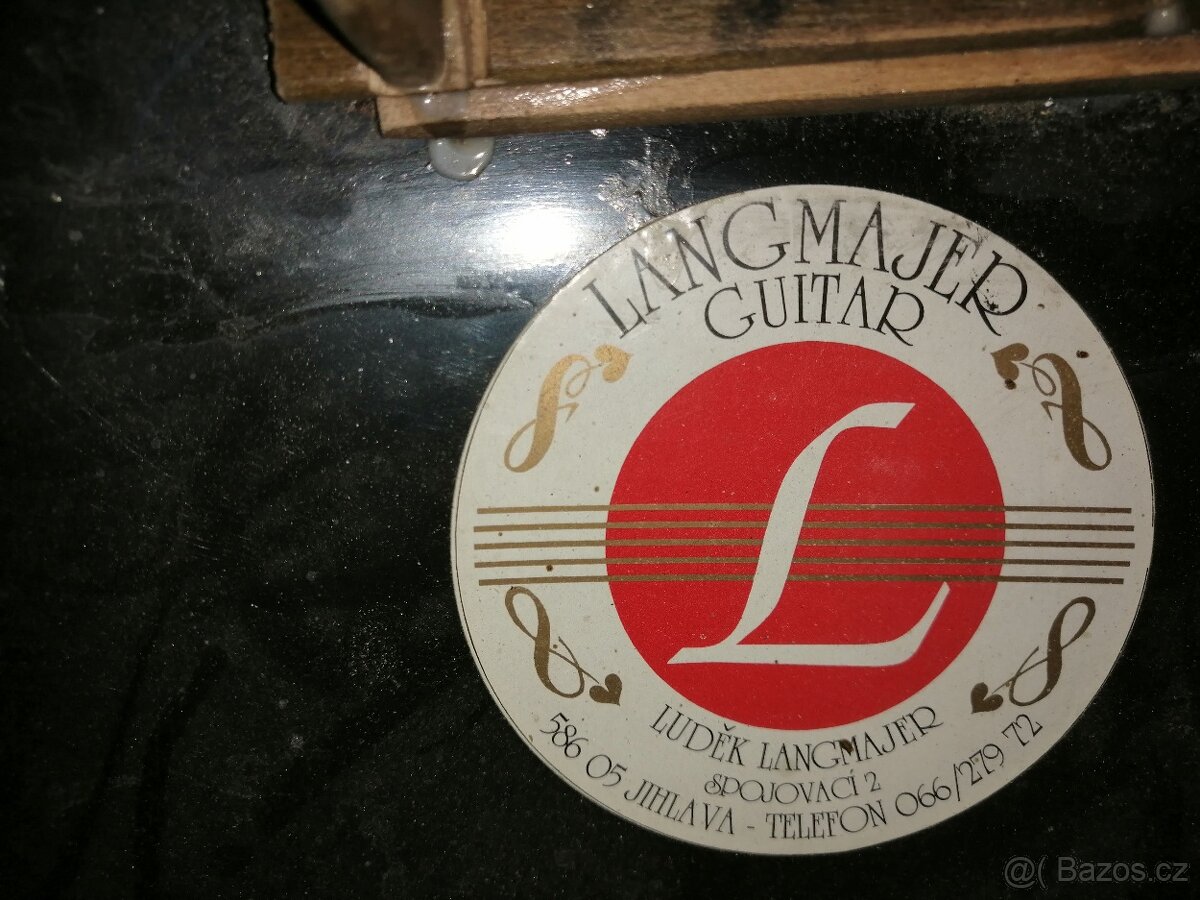 LANGMAJER
GUITAR
L
LUDĚK LANGMAJER
SPOJOVACÍ 2
586 05 JIHLAVA - TELEFON 066/279 72
@( Bazos.cz